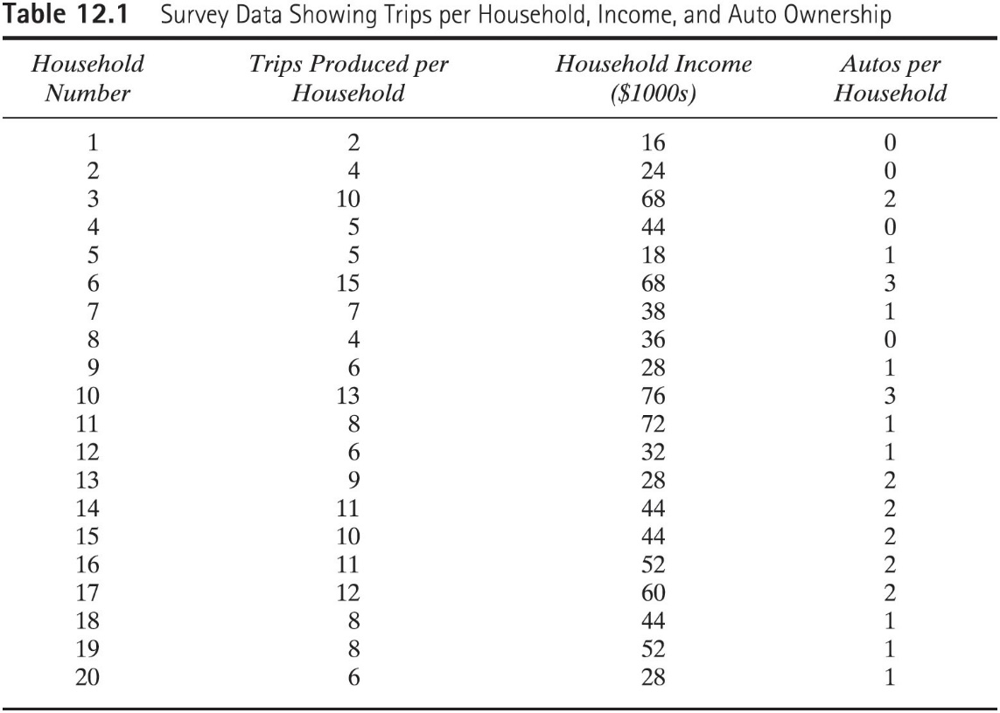 Table 12.1 Survey Data Showing Trips per Household, Income, and Auto Ownership
Household Number Trips Produced per Household Household Income ($1000s) Autos per Household
1 2 16 0
2 4 24 0
3 10 68 2
4 5 44 0
5 5 18 1
6 15 68 3
7 7 38 1
8 4 36 0
9 6 28 1
10 13 76 3
11 8 72 1
12 6 32 1
13 9 28 2
14 11 44 2
15 10 44 2
16 11 52 2
17 12 60 2
18 8 44 1
19 8 52 1
20 6 28 1